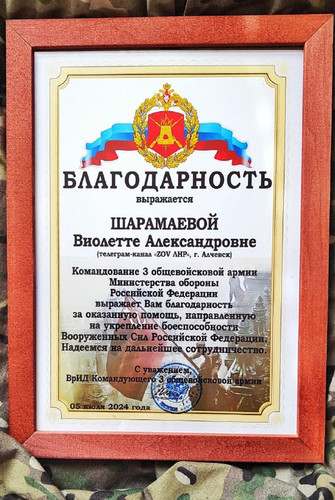 БЛАГОДАРНОСТЬ
выражается
ШАРАМАЕВОЙ
Виолетте Александровне
(телеграм-канал «ZOV ЛНР», г. Алчевск)
Командование 3 общевойсковой армии
Министерства обороны
Российской Федерации
выражает Вам благодарность
за оказанную помощь, направленную
на укрепление боеспособности
Вооруженных Сил Российской Федерации.
Надеемся на дальнейшее сотрудничество.
С уважением,
ВрИД Командующего 3 общевойсковой армии
05 июля 2024 года